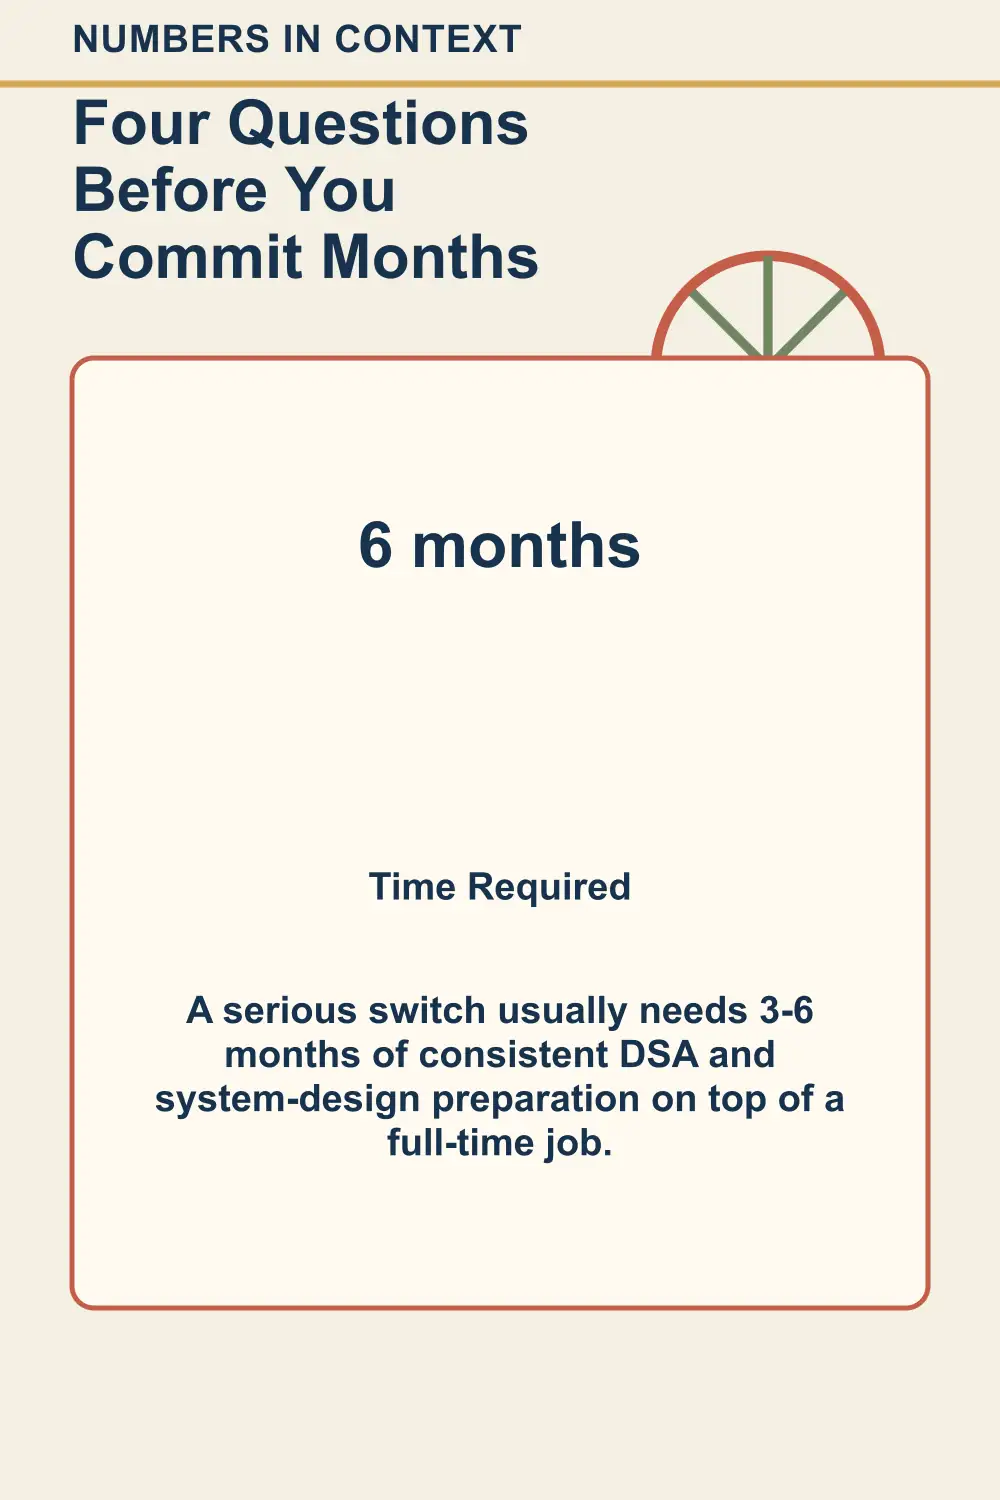 NUMBERS IN CONTEXT
Four Questions
Before You
Commit Months
6 months
Time Required
A serious switch usually needs 3-6
months of consistent DSA and
system-design preparation on top of a
full-time job.